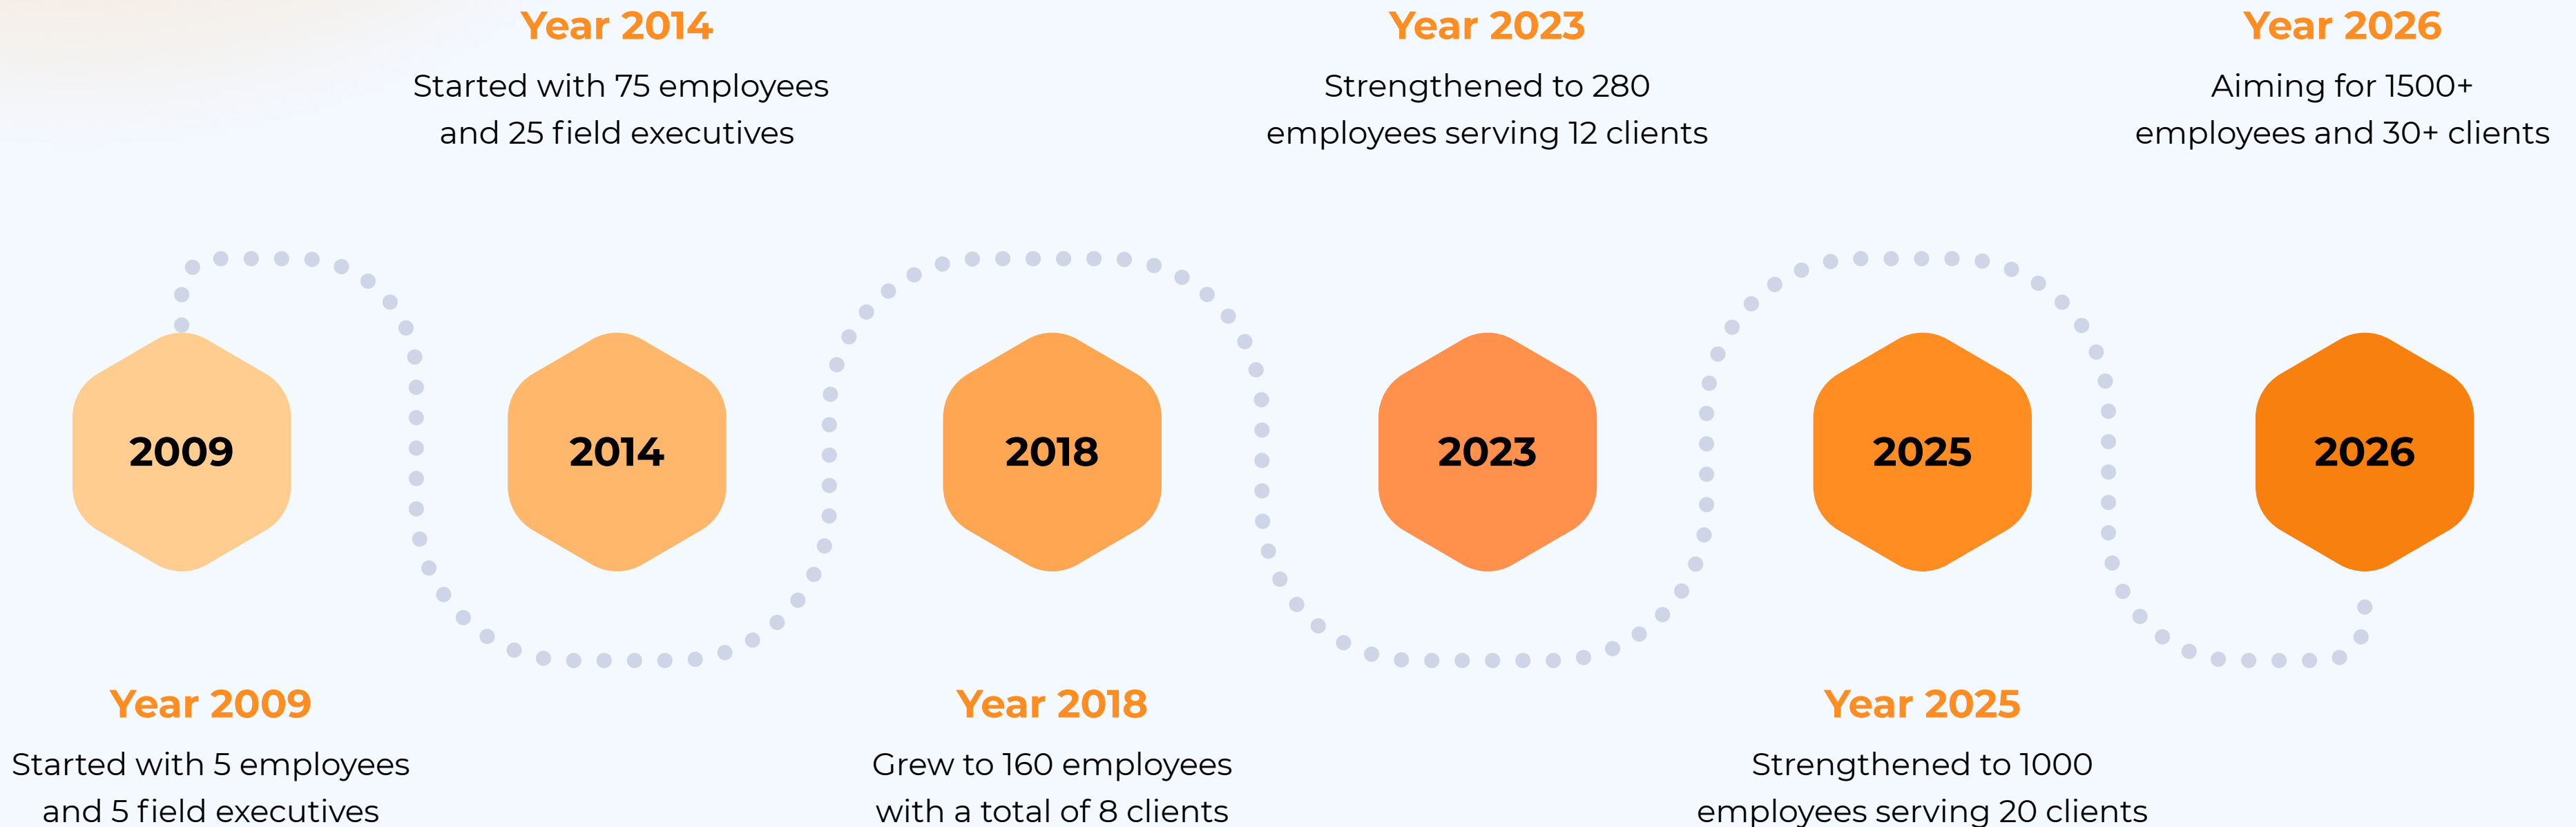 Year 2014
Started with 75 employees
and 25 field executives
Year 2023
Strengthened to 280
employees serving 12 clients
Year 2026
Aiming for 1500+
employees and 30+ clients
2009
2014
2018
2023
2025
2026
Year 2009
Started with 5 employees
and 5 field executives
Year 2018
Grew to 160 employees
with a total of 8 clients
Year 2025
Strengthened to 1000
employees serving 20 clients